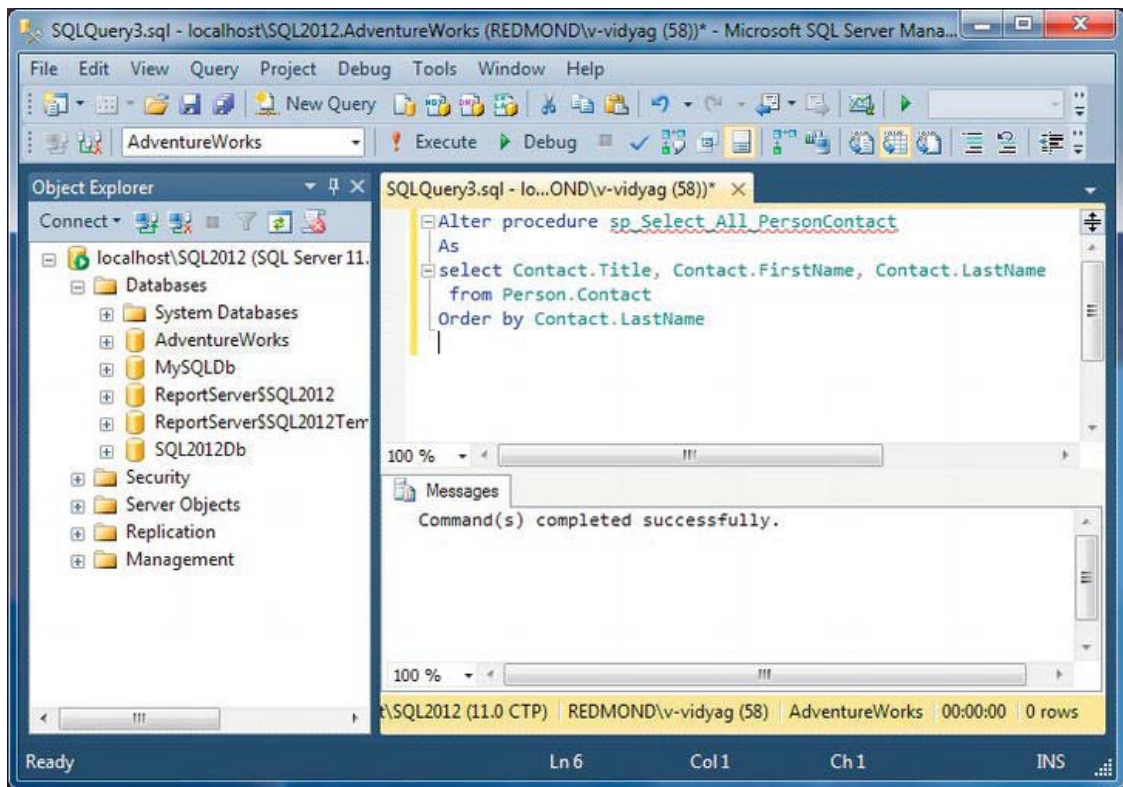 SQLQuery3.sql - localhost\SQL2012.AdventureWorks (REDMOND\v-vidyag (58))* - Microsoft SQL Server Mana...
File Edit View Query Project Debug Tools Window Help
New Query
AdventureWorks
Execute Debug
Object Explorer
Connect
localhost\SQL2012 (SQL Server 11.
Databases
System Databases
AdventureWorks
MySQLDb
ReportServer$SQL2012
ReportServer$SQL2012Tem
SQL2012Db
Security
Server Objects
Replication
Management
SQLQuery3.sql - lo...OND\v-vidyag (58))*
Alter procedure sp_Select_All_PersonContact
As
select Contact.Title, Contact.FirstName, Contact.LastName
from Person.Contact
Order by Contact.LastName
100 %
Messages
Command(s) completed successfully.
100 %
t\SQL2012 (11.0 CTP) REDMOND\v-vidyag (58) AdventureWorks 00:00:00 0 rows
Ready Ln 6 Col 1 Ch 1 INS